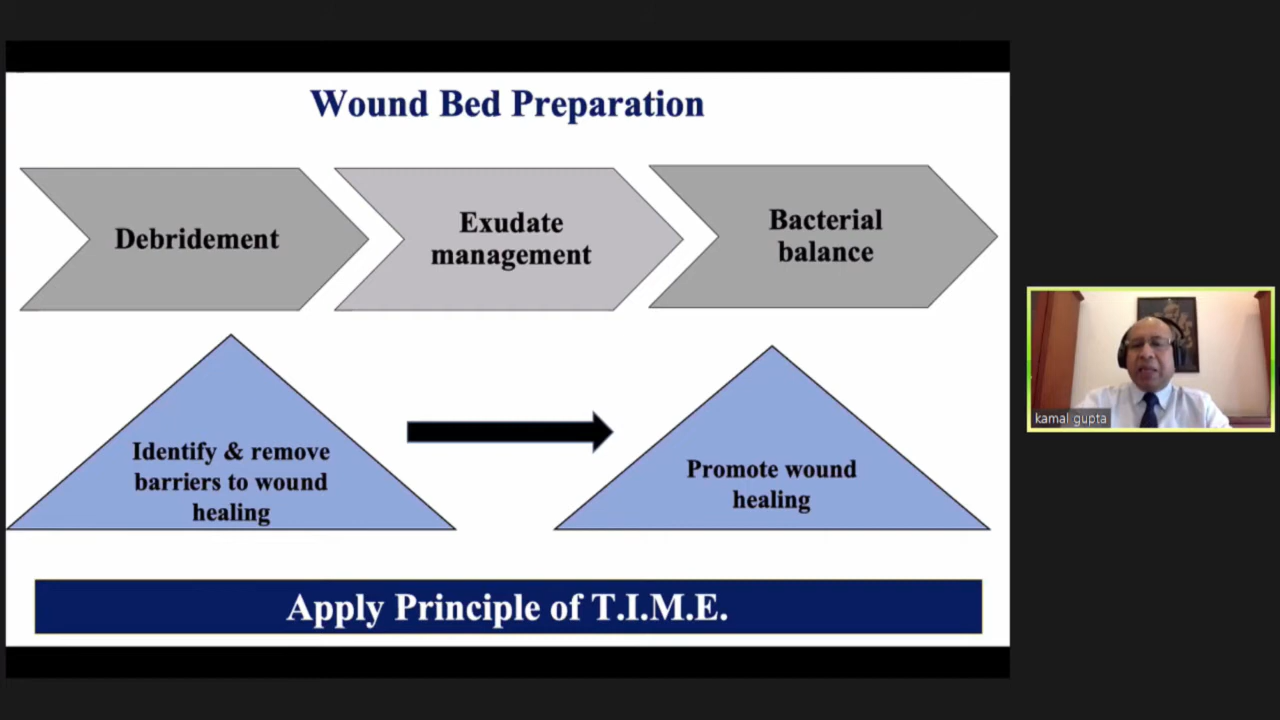 Wound Bed Preparation
Debridement
Exudate
management
Bacterial
balance
Identify & remove
barriers to wound
healing
Promote wound
healing
Apply Principle of T.I.M.E.
kamal gupta